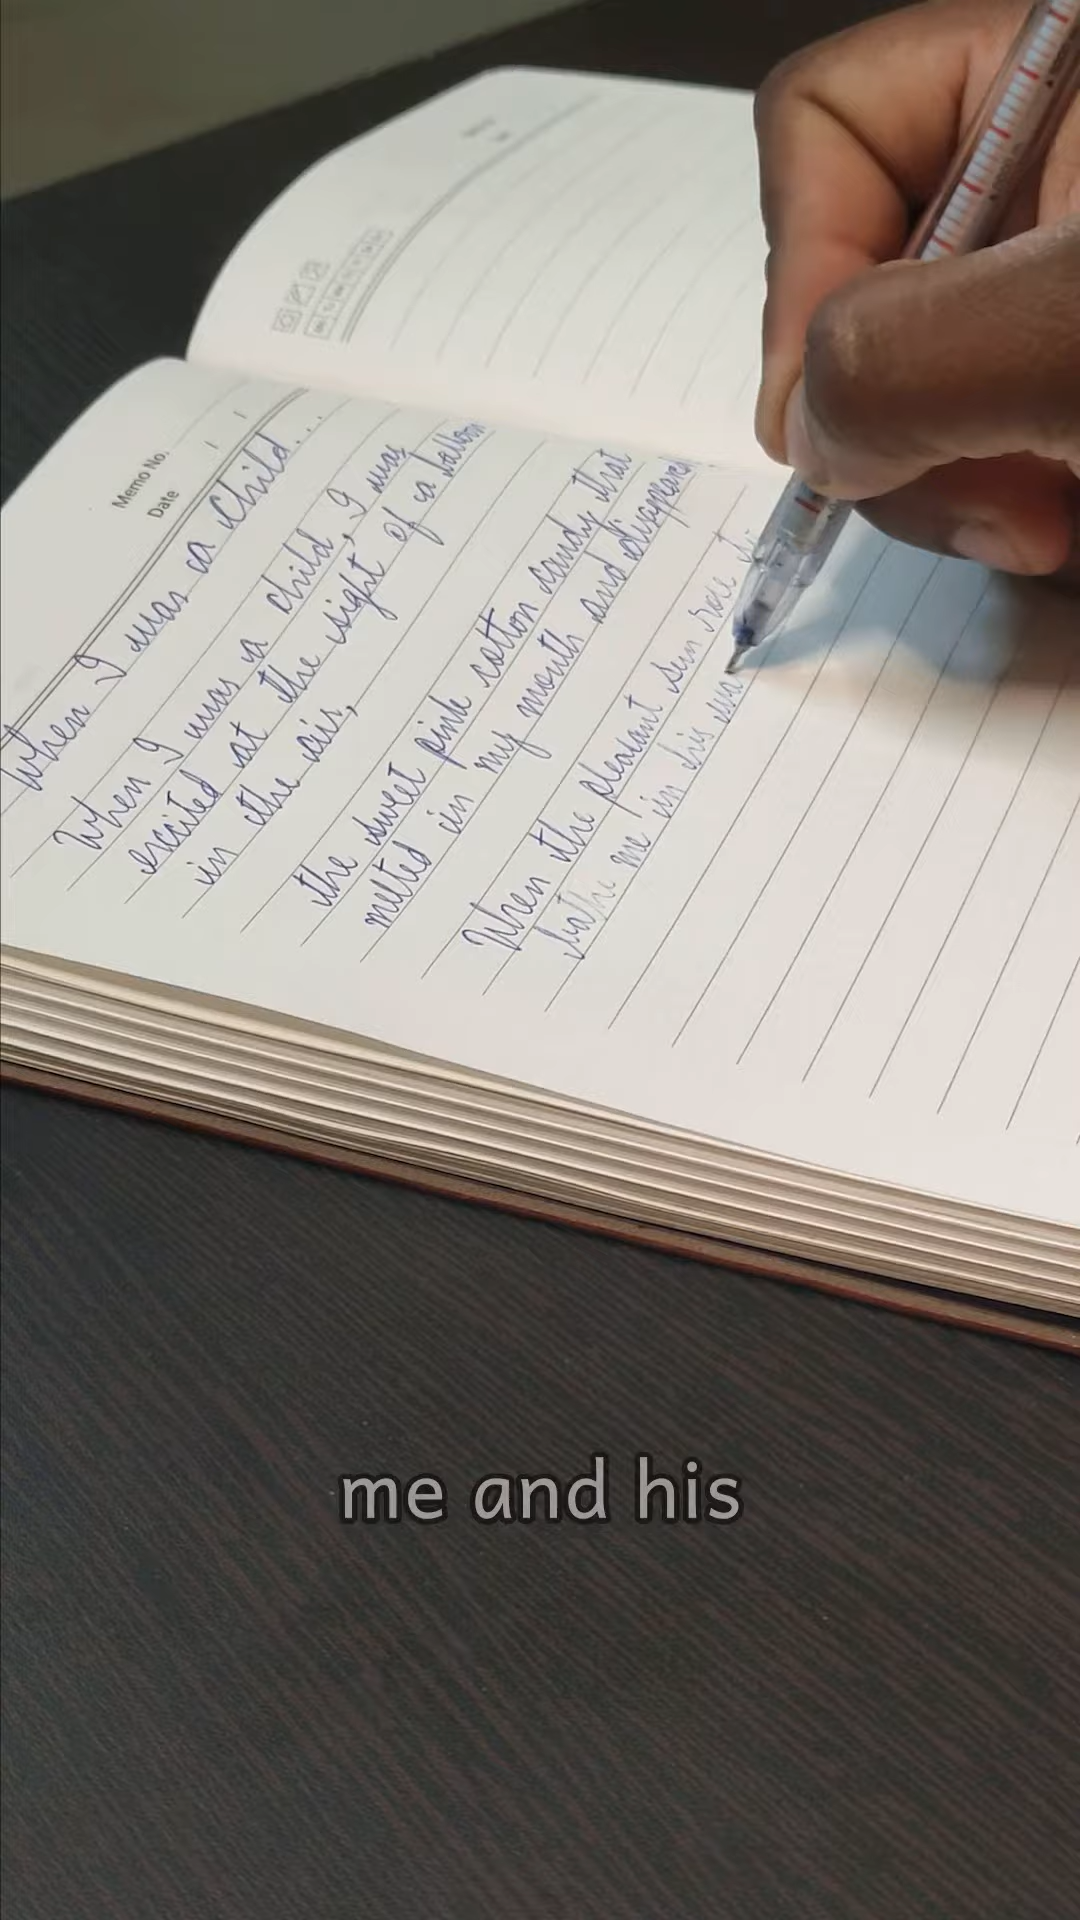 Memo No.
Date / /
When I was a child...
When I was a child, I was
excited at the sight of a balloon
in the air,
the sweet pink cotton candy that
melted in my mouth and disappeared
When the pleasant sun rose
bathe me in his wa
me and his